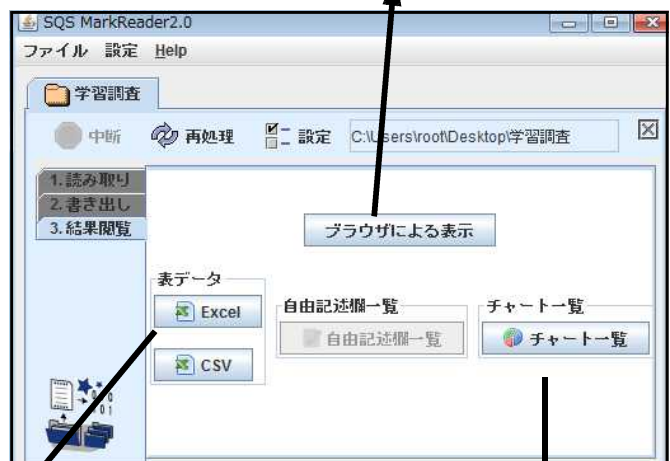 SQS MarkReader2.0
ファイル 設定 Help
学習調査
中断 再処理 設定 C:\Users\root\Desktop\学習調査
1.読み取り
2.書き出し
3.結果閲覧
ブラウザによる表示
表データ
Excel
CSV
自由記述欄一覧
自由記述欄一覧
チャート一覧
チャート一覧